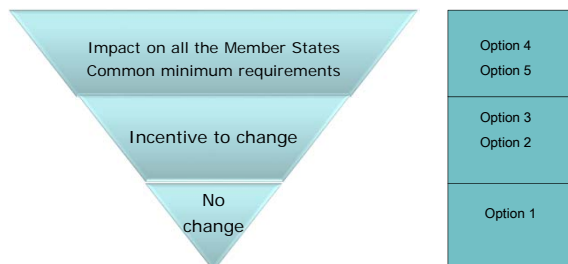 Impact on all the Member States
Common minimum requirements
Option 4
Option 5
Incentive to change
Option 3
Option 2
No
change
Option 1